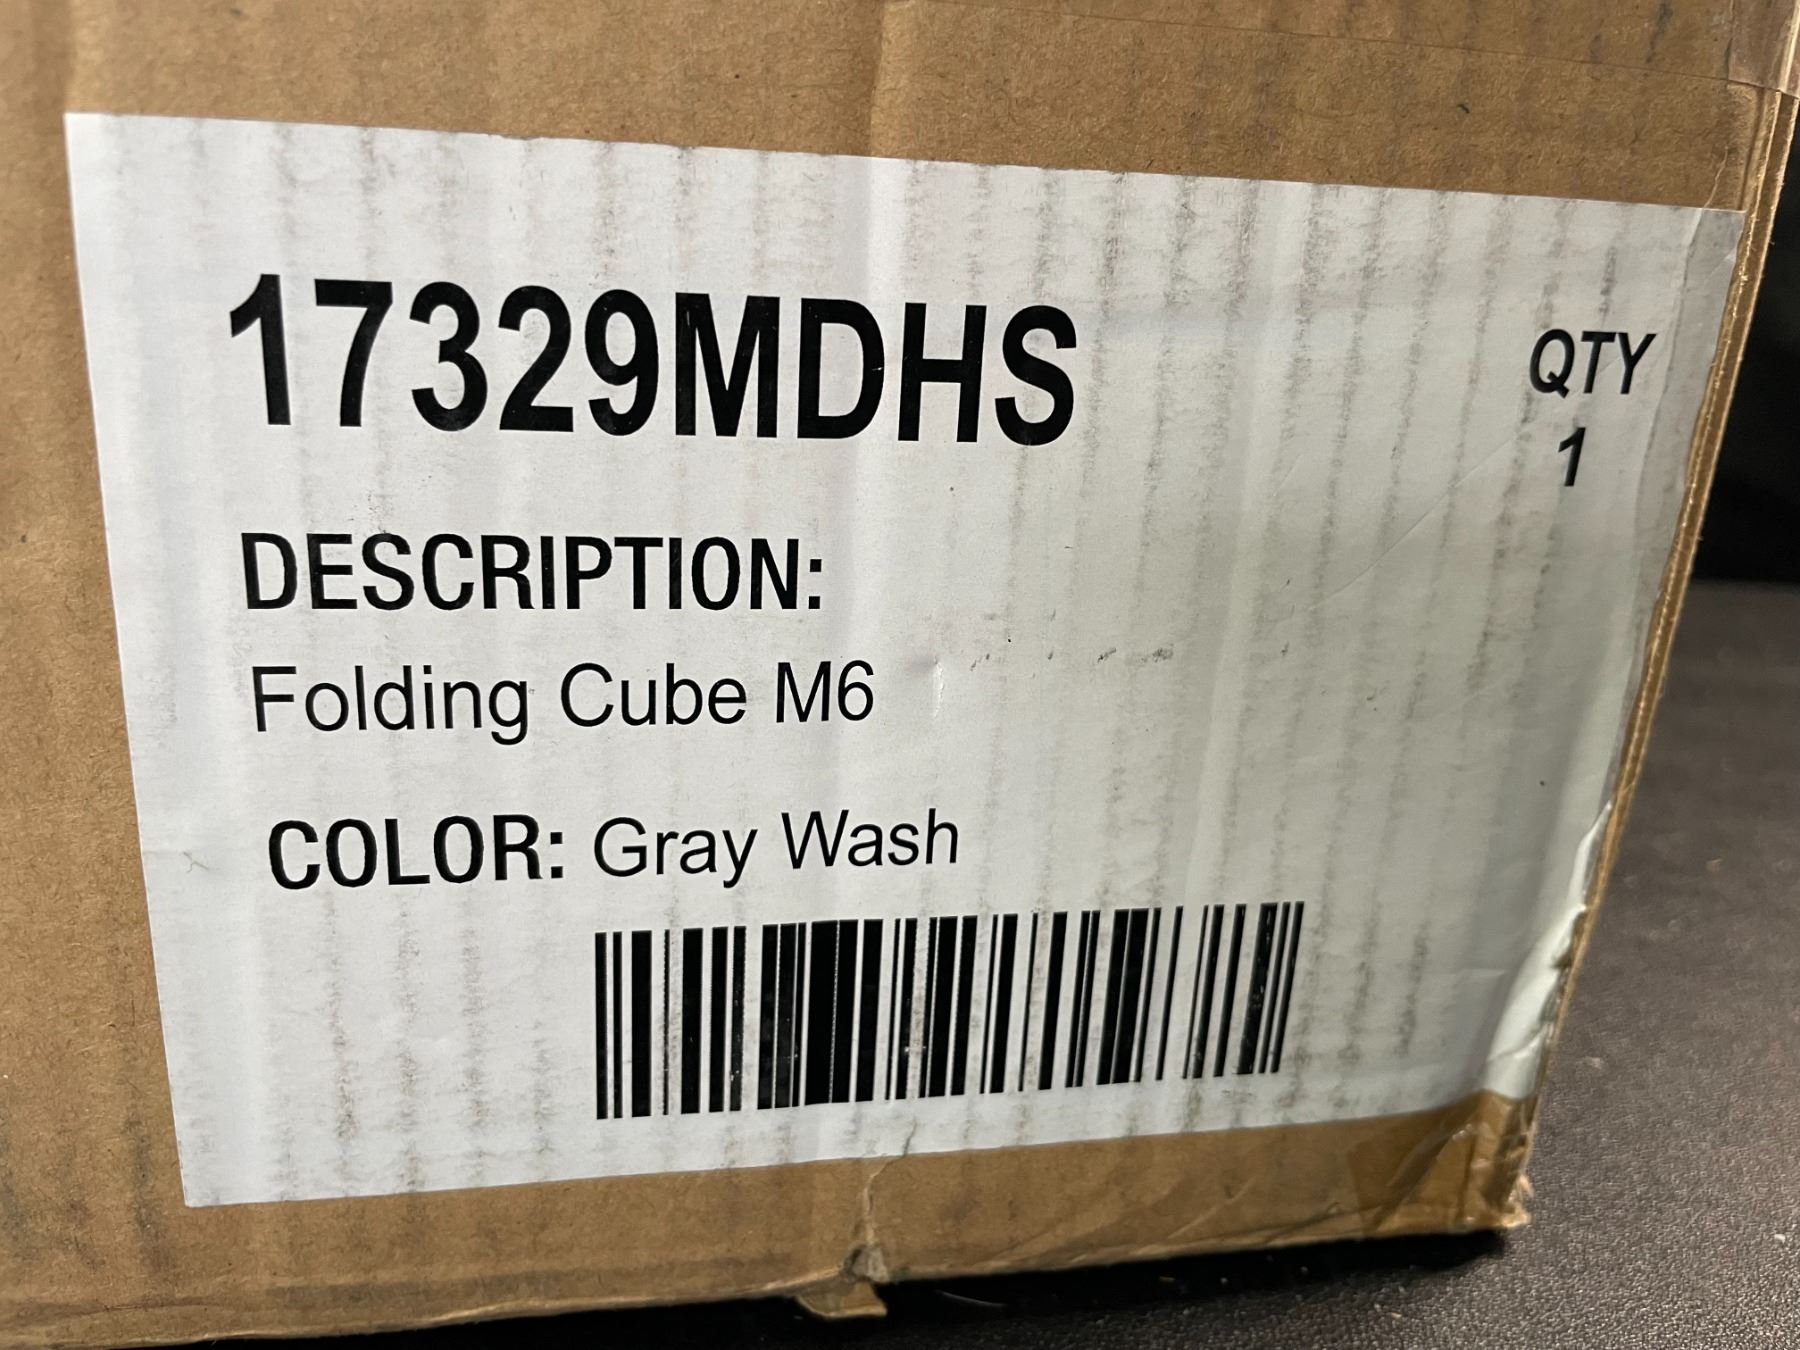 17329MDHS
QTY
1
DESCRIPTION:
Folding Cube M6
COLOR: Gray Wash